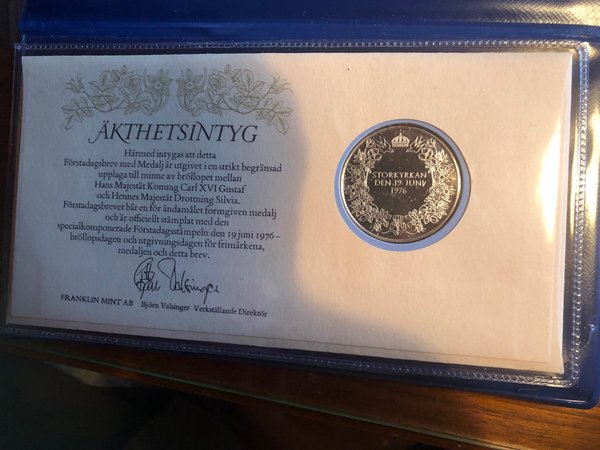 ÄKTHETSINTYG
Härmed intygas att detta
Förstadagsbrev med Medalj är utgivet i en strikt begränsad
upplaga till minne av bröllopet mellan
Hans Majestät Konung Carl XVI Gustaf
och Hennes Majestät Drottning Silvia.
Förstadagsbrevet bär en för ändamålet formgiven medalj
och är officiellt stämplat med den
specialkomponerade Förstadagsstämpeln den 19 juni 1976–
bröllopsdagen och utgivningsdagen för frimärkena,
medaljen och detta brev.
Björn Valsinger
FRANKLIN MINT AB Björn Valsinger Verkställande Direktör
STORKYRKAN
DEN 19 JUNI
1976